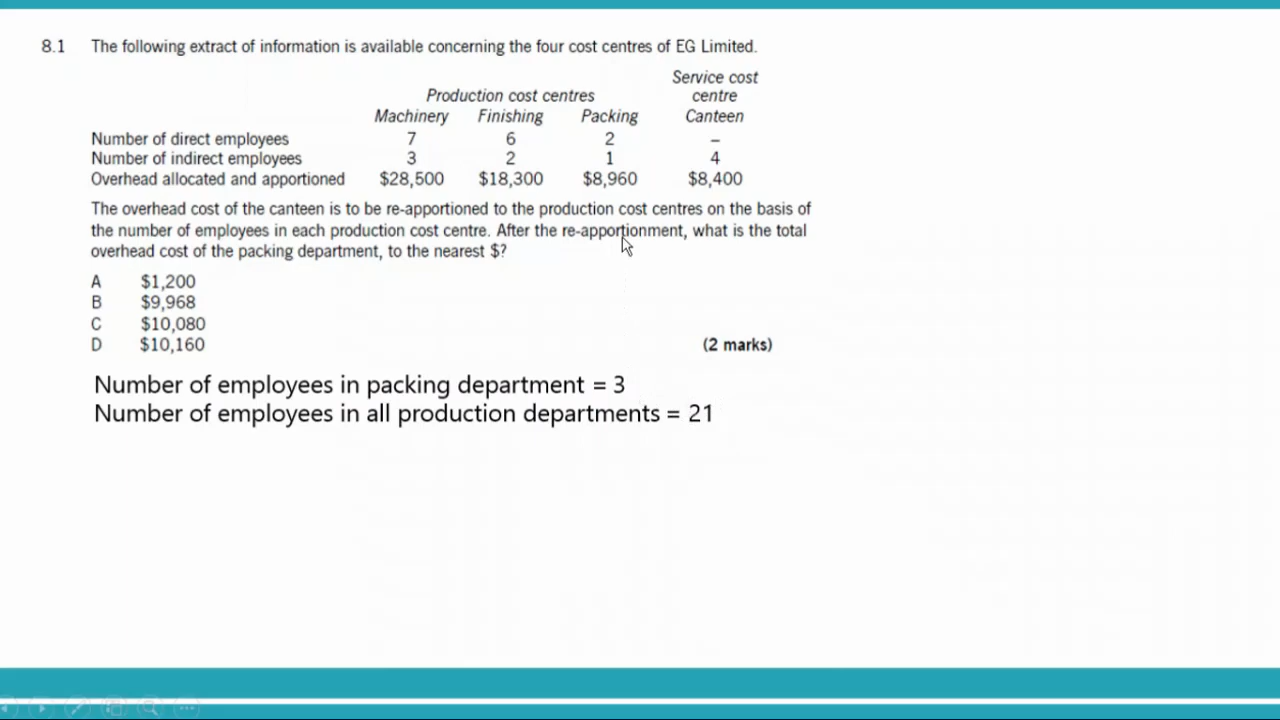 8.1 The following extract of information is available concerning the four cost centres of EG Limited.
Service cost
Production cost centres centre
Machinery Finishing Packing Canteen
Number of direct employees 7 6 2 –
Number of indirect employees 3 2 1 4
Overhead allocated and apportioned $28,500 $18,300 $8,960 $8,400
The overhead cost of the canteen is to be re-apportioned to the production cost centres on the basis of
the number of employees in each production cost centre. After the re-apportionment, what is the total
overhead cost of the packing department, to the nearest $?
A $1,200
B $9,968
C $10,080
D $10,160 (2 marks)
Number of employees in packing department = 3
Number of employees in all production departments = 21